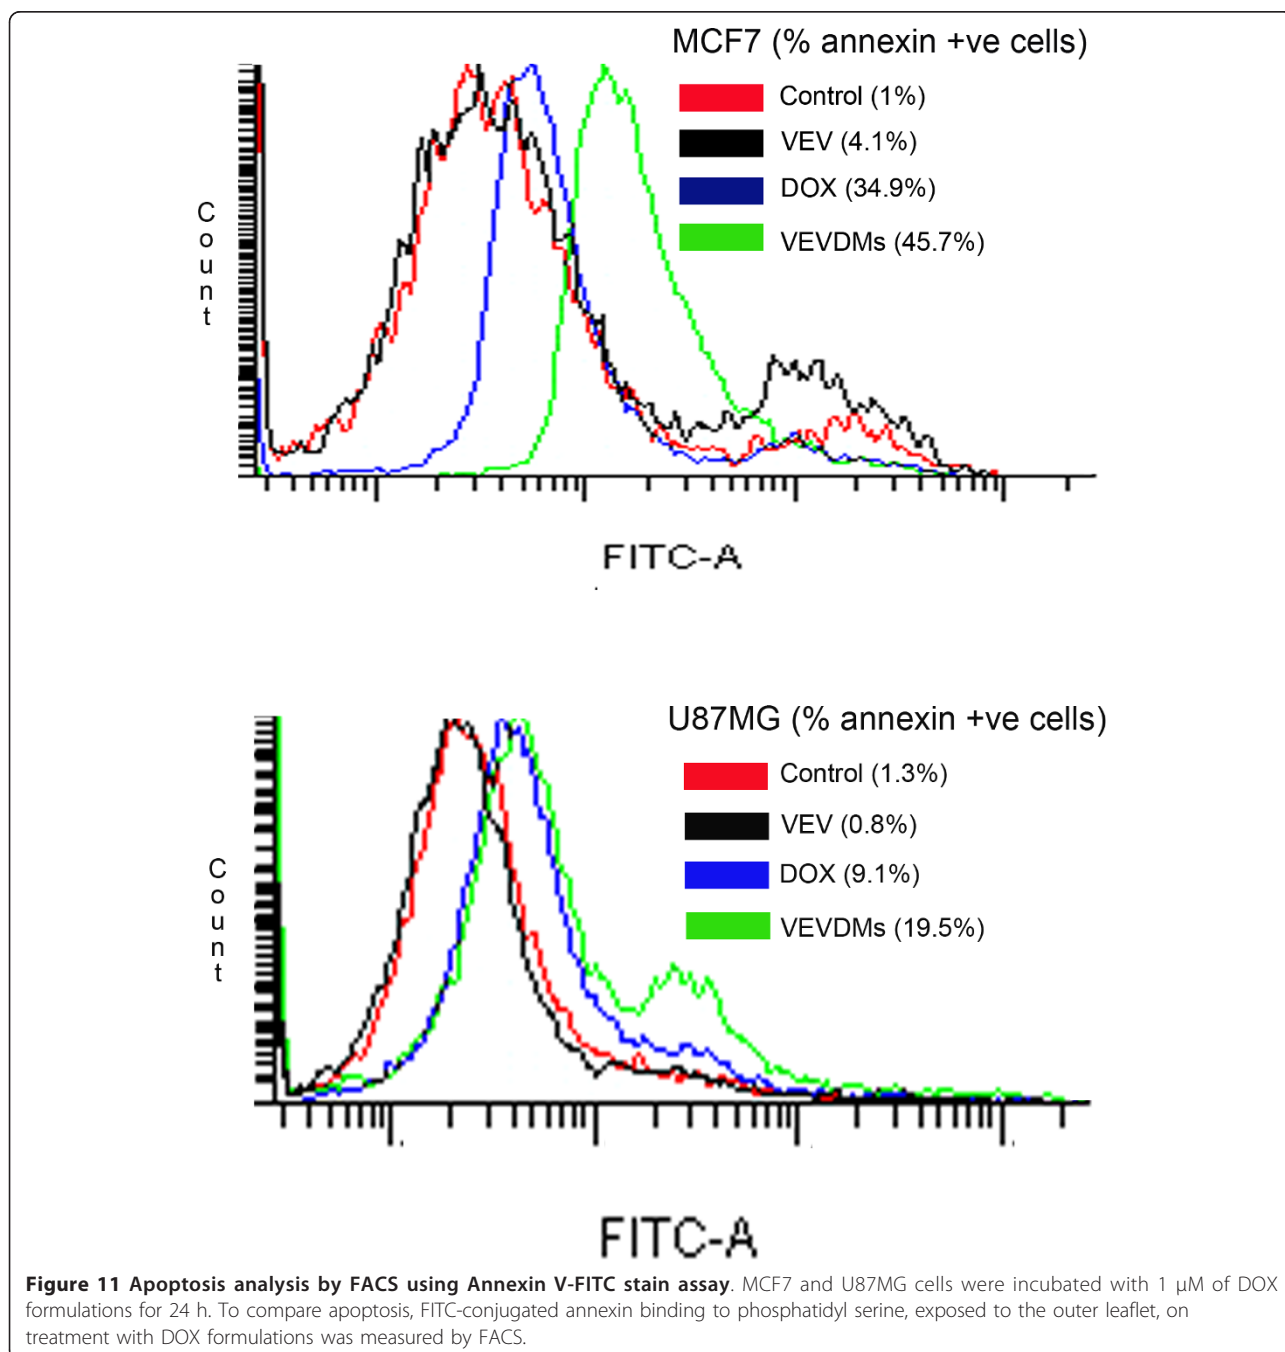 MCF7 (% annexin +ve cells)
Control (1%)
VEV (4.1%)
DOX (34.9%)
VEVDMs (45.7%)
Count
FITC-A
U87MG (% annexin +ve cells)
Control (1.3%)
VEV (0.8%)
DOX (9.1%)
VEVDMs (19.5%)
Count
FITC-A
Figure 11 Apoptosis analysis by FACS using Annexin V-FITC stain assay. MCF7 and U87MG cells were incubated with 1 μM of DOX
formulations for 24 h. To compare apoptosis, FITC-conjugated annexin binding to phosphatidyl serine, exposed to the outer leaflet, on
treatment with DOX formulations was measured by FACS.